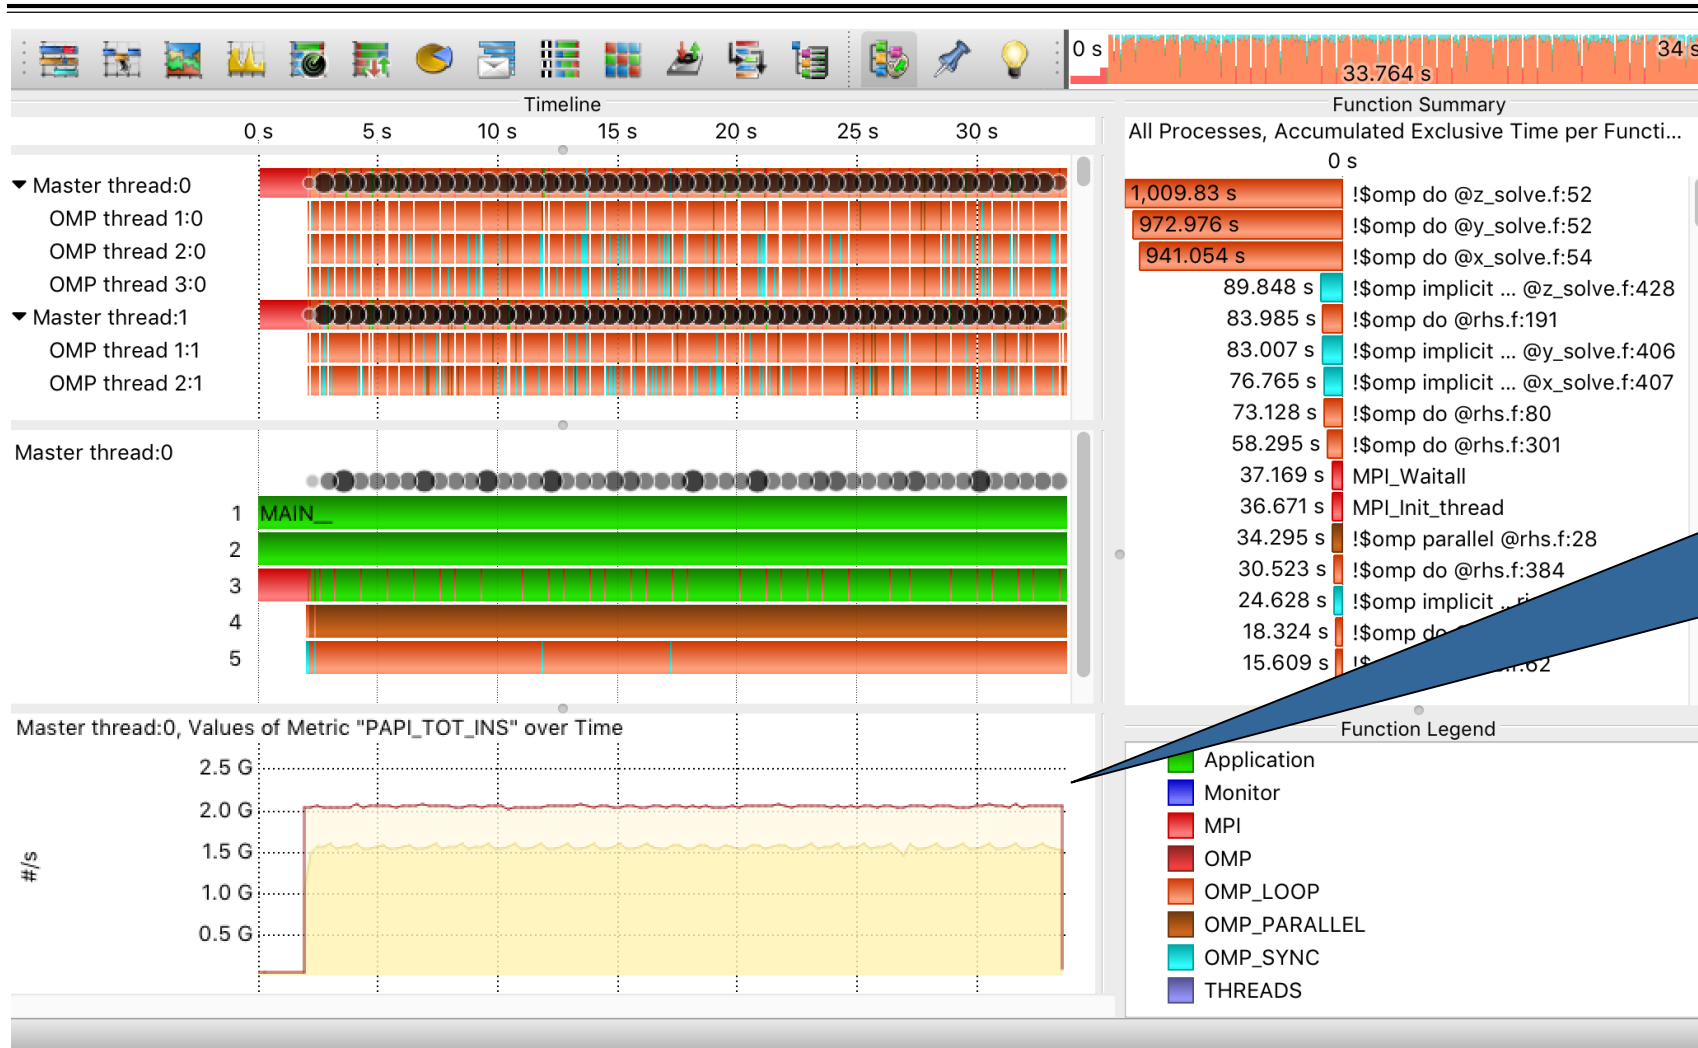 0 s
34 s
33.764 s
Timeline
0 s 5 s 10 s 15 s 20 s 25 s 30 s
Master thread:0
OMP thread 1:0
OMP thread 2:0
OMP thread 3:0
Master thread:1
OMP thread 1:1
OMP thread 2:1
Master thread:0
1 MAIN__
2
3
4
5
Master thread:0, Values of Metric "PAPI_TOT_INS" over Time
2.5 G
2.0 G
1.5 G
1.0 G
0.5 G
#/s
Function Summary
All Processes, Accumulated Exclusive Time per Functi...
0 s
1,009.83 s !$omp do @z_solve.f:52
972.976 s !$omp do @y_solve.f:52
941.054 s !$omp do @x_solve.f:54
89.848 s !$omp implicit ... @z_solve.f:428
83.985 s !$omp do @rhs.f:191
83.007 s !$omp implicit ... @y_solve.f:406
76.765 s !$omp implicit ... @x_solve.f:407
73.128 s !$omp do @rhs.f:80
58.295 s !$omp do @rhs.f:301
37.169 s MPI_Waitall
36.671 s MPI_Init_thread
34.295 s !$omp parallel @rhs.f:28
30.523 s !$omp do @rhs.f:384
24.628 s !$omp implicit
18.324 s !$omp do
15.609 s
Function Legend
Application
Monitor
MPI
OMP
OMP_LOOP
OMP_PARALLEL
OMP_SYNC
THREADS